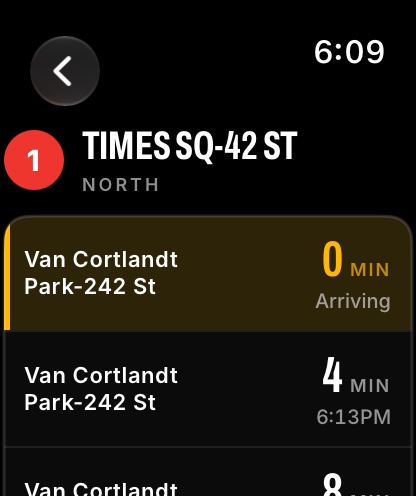 6:09
1
TIMES SQ-42 ST
NORTH
Van Cortlandt
Park-242 St
0 MIN
Arriving
Van Cortlandt
Park-242 St
4 MIN
6:13PM
Van Cortlandt
8